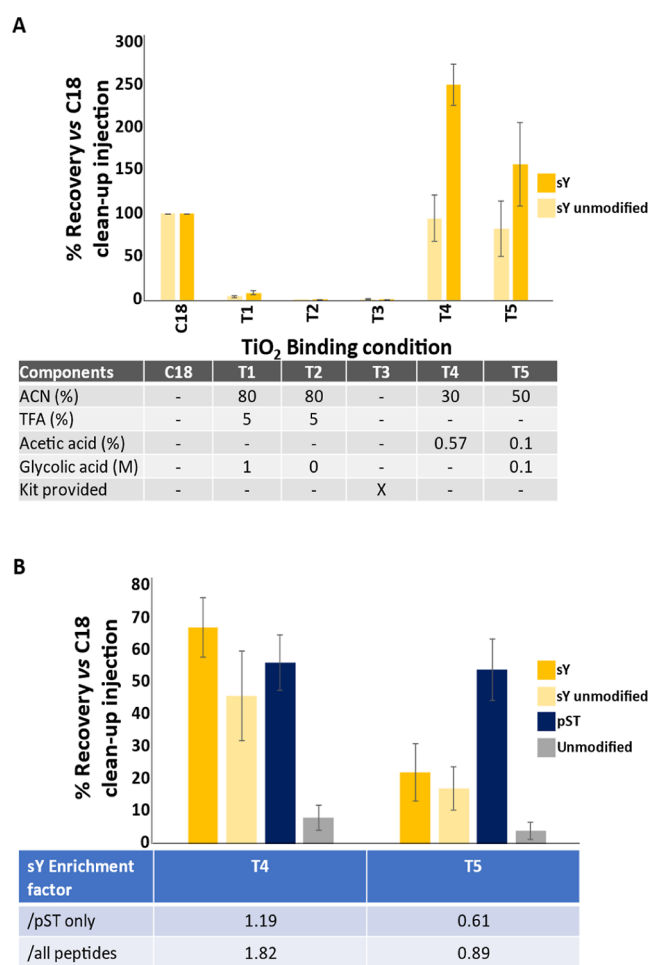 A
% Recovery vs C18
clean-up injection
300
250
200
150
100
50
0
sY
sY unmodified
C18
T1
T2
T3
T4
T5
TiO2 Binding condition
Components C18 T1 T2 T3 T4 T5
ACN (%) - 80 80 - 30 50
TFA (%) - 5 5 - - -
Acetic acid (%) - - - - 0.57 0.1
Glycolic acid (M) - 1 0 - - 0.1
Kit provided - - - X - -
B
% Recovery vs C18
clean-up injection
80
70
60
50
40
30
20
10
0
sY
sY unmodified
pST
Unmodified
sY Enrichment
factor T4 T5
/pST only 1.19 0.61
/all peptides 1.82 0.89